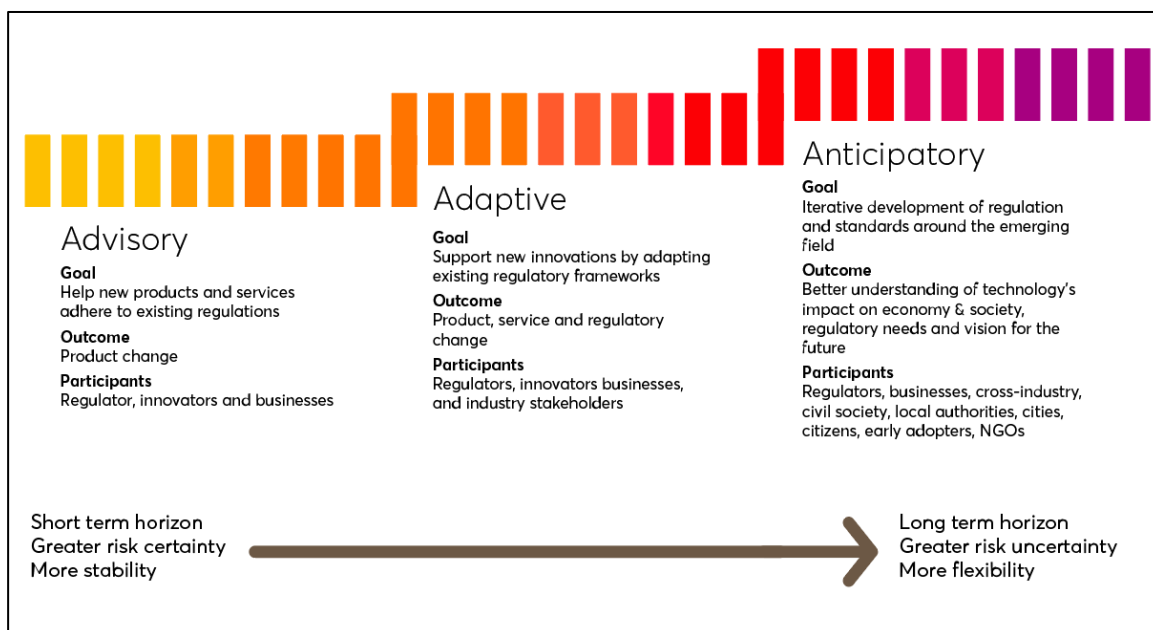 Advisory
Goal
Help new products and services
adhere to existing regulations
Outcome
Product change
Participants
Regulator, innovators and businesses
Adaptive
Goal
Support new innovations by adapting
existing regulatory frameworks
Outcome
Product, service and regulatory
change
Participants
Regulators, innovators businesses,
and industry stakeholders
Anticipatory
Goal
Iterative development of regulation
and standards around the emerging
field
Outcome
Better understanding of technology's
impact on economy & society,
regulatory needs and vision for the
future
Participants
Regulators, businesses, cross-industry,
civil society, local authorities, cities,
citizens, early adopters, NGOs
Short term horizon
Greater risk certainty
More stability
Long term horizon
Greater risk uncertainty
More flexibility